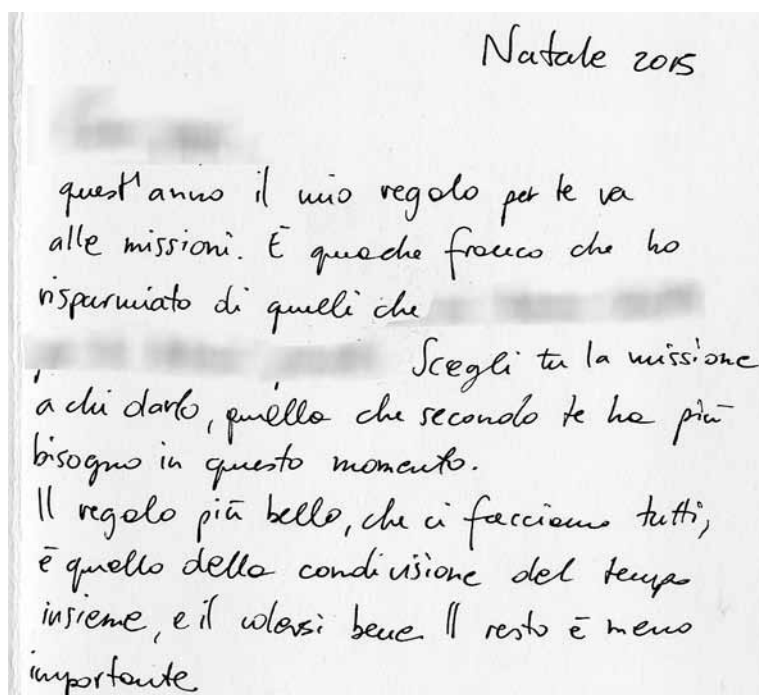 Natale 2015
quest'anno il mio regalo per te va
alle missioni. È qualche franco che ho
risparmiato di quelli che
Scegli tu la missione
a chi darlo, quella che secondo te ha più
bisogno in questo momento.
Il regalo più bello, che ci facciamo tutti,
è quello della condivisione del tempo
insieme, e il volersi bene. Il resto è meno
importante